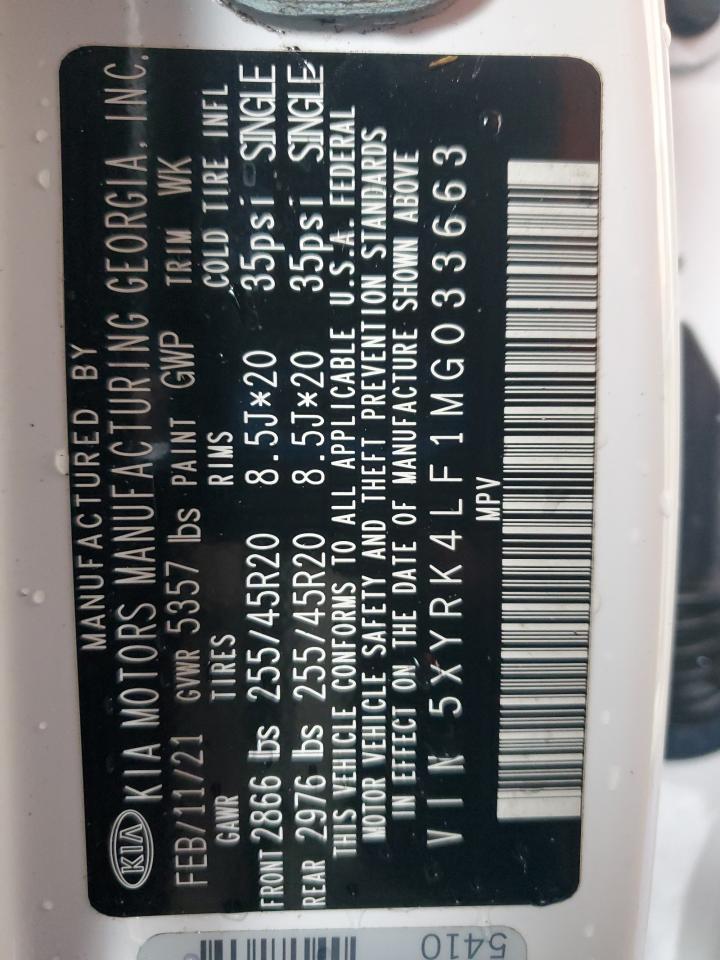 MANUFACTURED BY
KIA KIA MOTORS MANUFACTURING GEORGIA, INC.
FEB/11/21 GVWR 5357 lbs PAINT GWP TRIM WK
GAWR TIRES RIMS COLD TIRE INFL
FRONT 2866 lbs 255/45R20 8.5J*20 35psi SINGLE
REAR 2976 lbs 255/45R20 8.5J*20 35psi SINGLE
THIS VEHICLE CONFORMS TO ALL APPLICABLE U.S.A. FEDERAL
MOTOR VEHICLE SAFETY AND THEFT PREVENTION STANDARDS
IN EFFECT ON THE DATE OF MANUFACTURE SHOWN ABOVE
VIN 5XYRK4LF1MG033663
MPV
5410